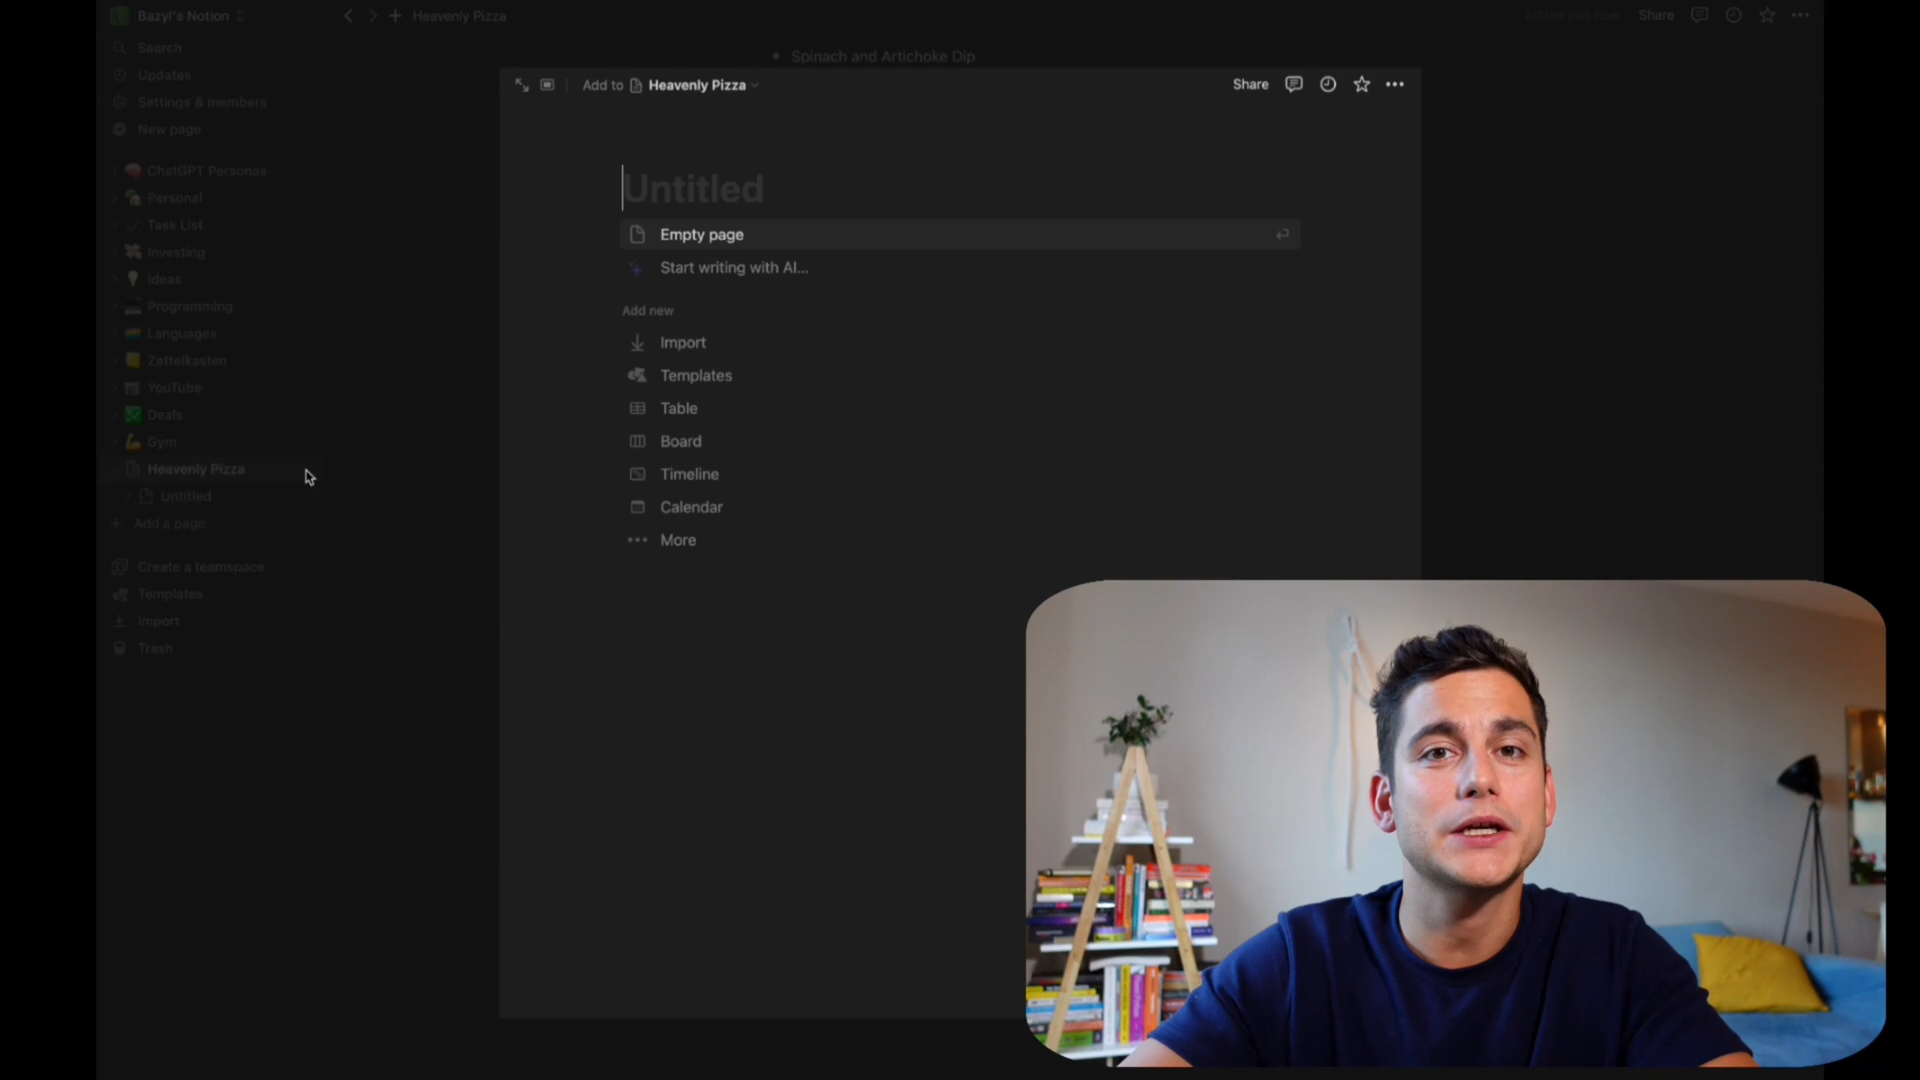 Bazyl's Notion
Heavenly Pizza
Edited just now
Share
Search
Updates
Settings & members
New page
ChatGPT Personas
Personal
Task List
Investing
Ideas
Programming
Languages
Zettelkasten
YouTube
Deals
Gym
Heavenly Pizza
Untitled
Add a page
Create a teamspace
Templates
Import
Trash
Spinach and Artichoke Dip
Add to Heavenly Pizza
Share
Untitled
Empty page
Start writing with AI...
Add new
Import
Templates
Table
Board
Timeline
Calendar
More